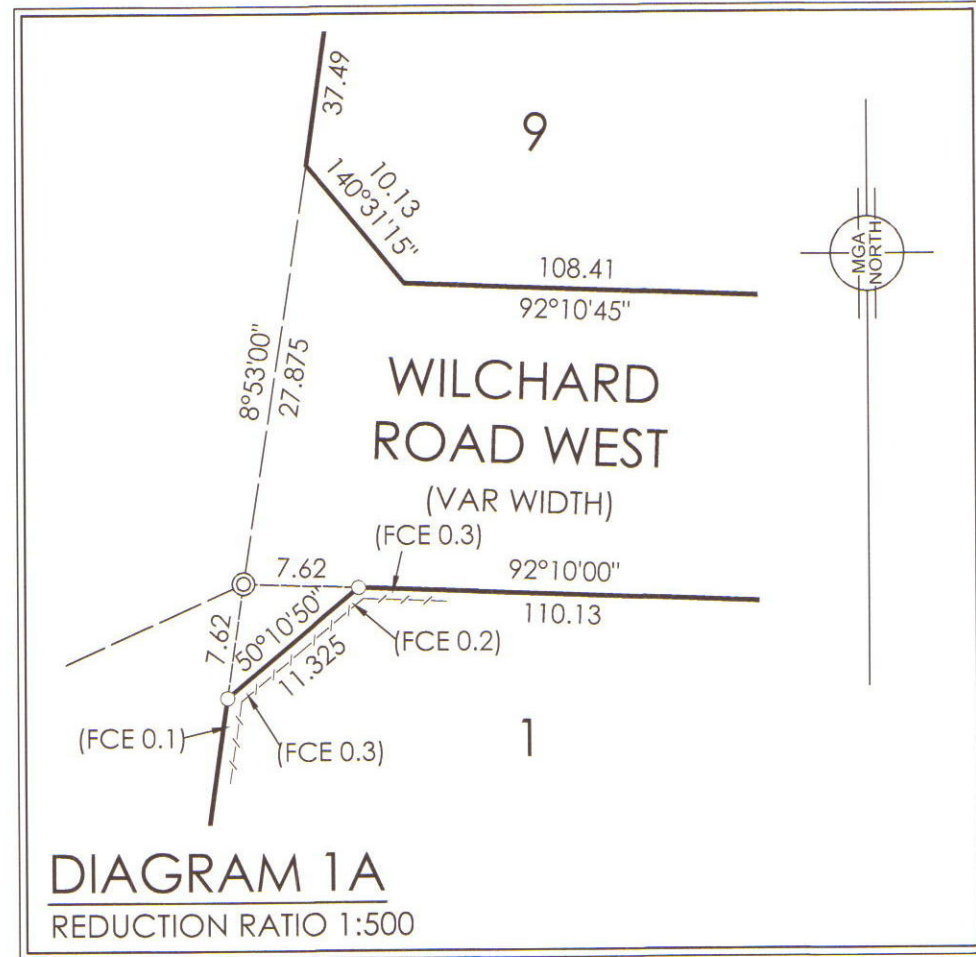 37.49
9
10.13
140°31'15"
108.41
92°10'45"
MGA
NORTH
8°53'00"
27.875
WILCHARD
ROAD WEST
(VAR WIDTH)
(FCE 0.3)
7.62
92°10'00"
110.13
7.62
50°10'50"
11.325
(FCE 0.2)
(FCE 0.1)
(FCE 0.3)
1
DIAGRAM 1A
REDUCTION RATIO 1:500